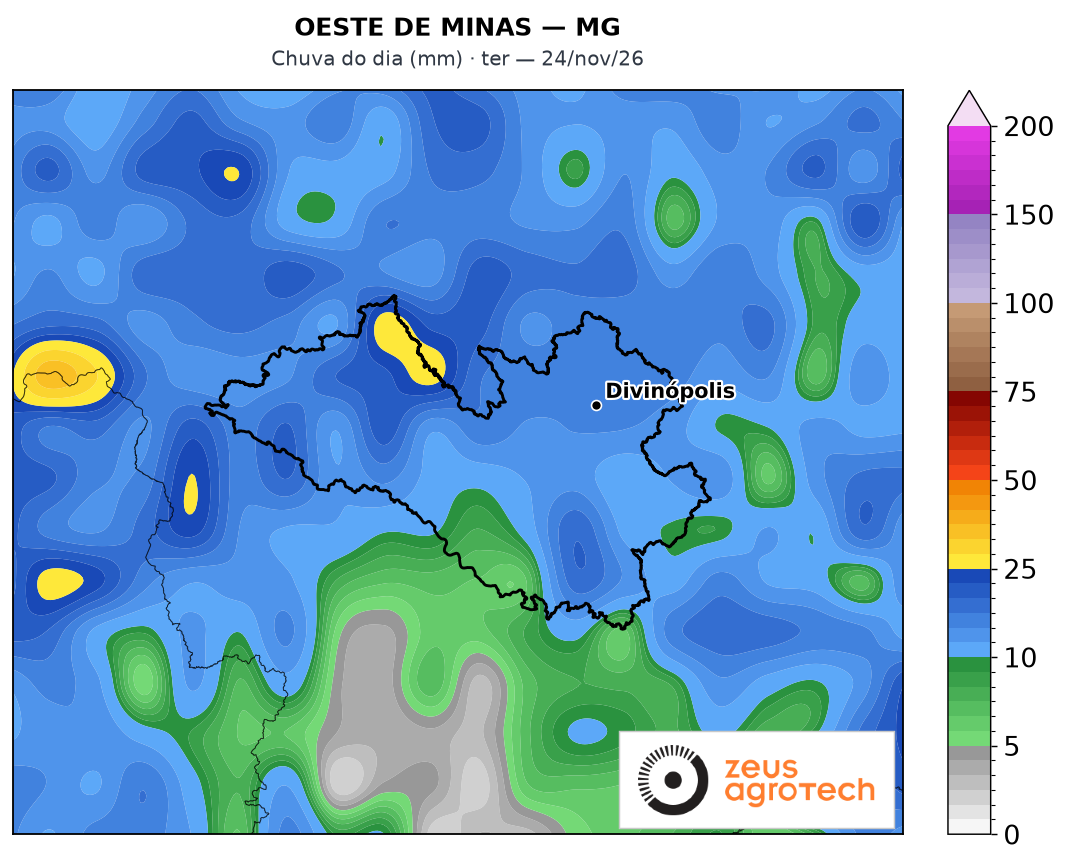 OESTE DE MINAS — MG
Chuva do dia (mm) · ter — 24/nov/26
200
150
100
75
50
25
10
5
0
Divinópolis
zeus
agrotech